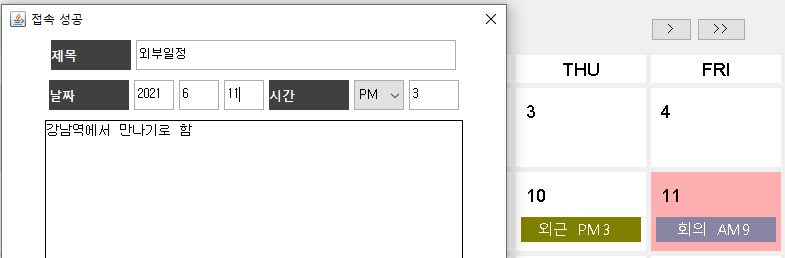 접속 성공
제목 외부일정
날짜 2021 6 11 시간 PM 3
강남역에서 만나기로 함
> >>
THU FRI
3 4
10 11
외근 PM3 회의 AM9